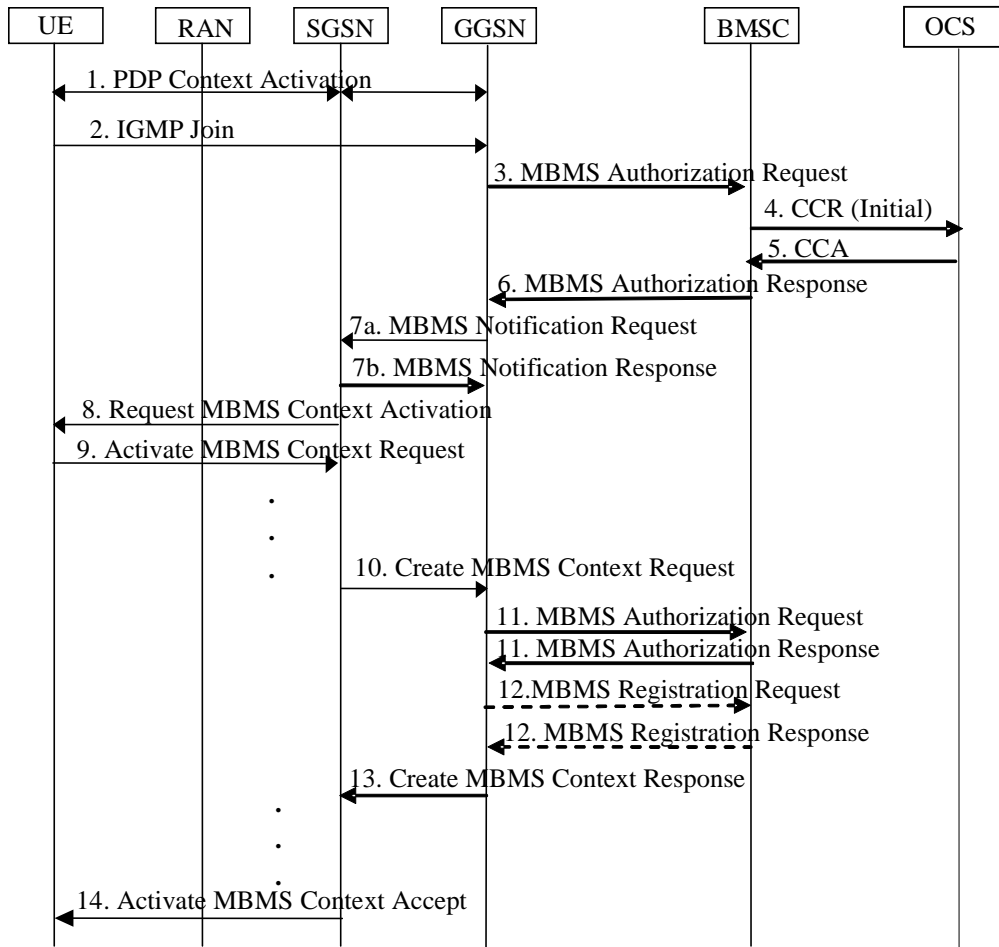 UE RAN SGSN GGSN BMSC OCS
1. PDP Context Activation
2. IGMP Join
3. MBMS Authorization Request
4. CCR (Initial)
5. CCA
6. MBMS Authorization Response
7a. MBMS Notification Request
7b. MBMS Notification Response
8. Request MBMS Context Activation
9. Activate MBMS Context Request
10. Create MBMS Context Request
11. MBMS Authorization Request
11. MBMS Authorization Response
12.MBMS Registration Request
12. MBMS Registration Response
13. Create MBMS Context Response
14. Activate MBMS Context Accept